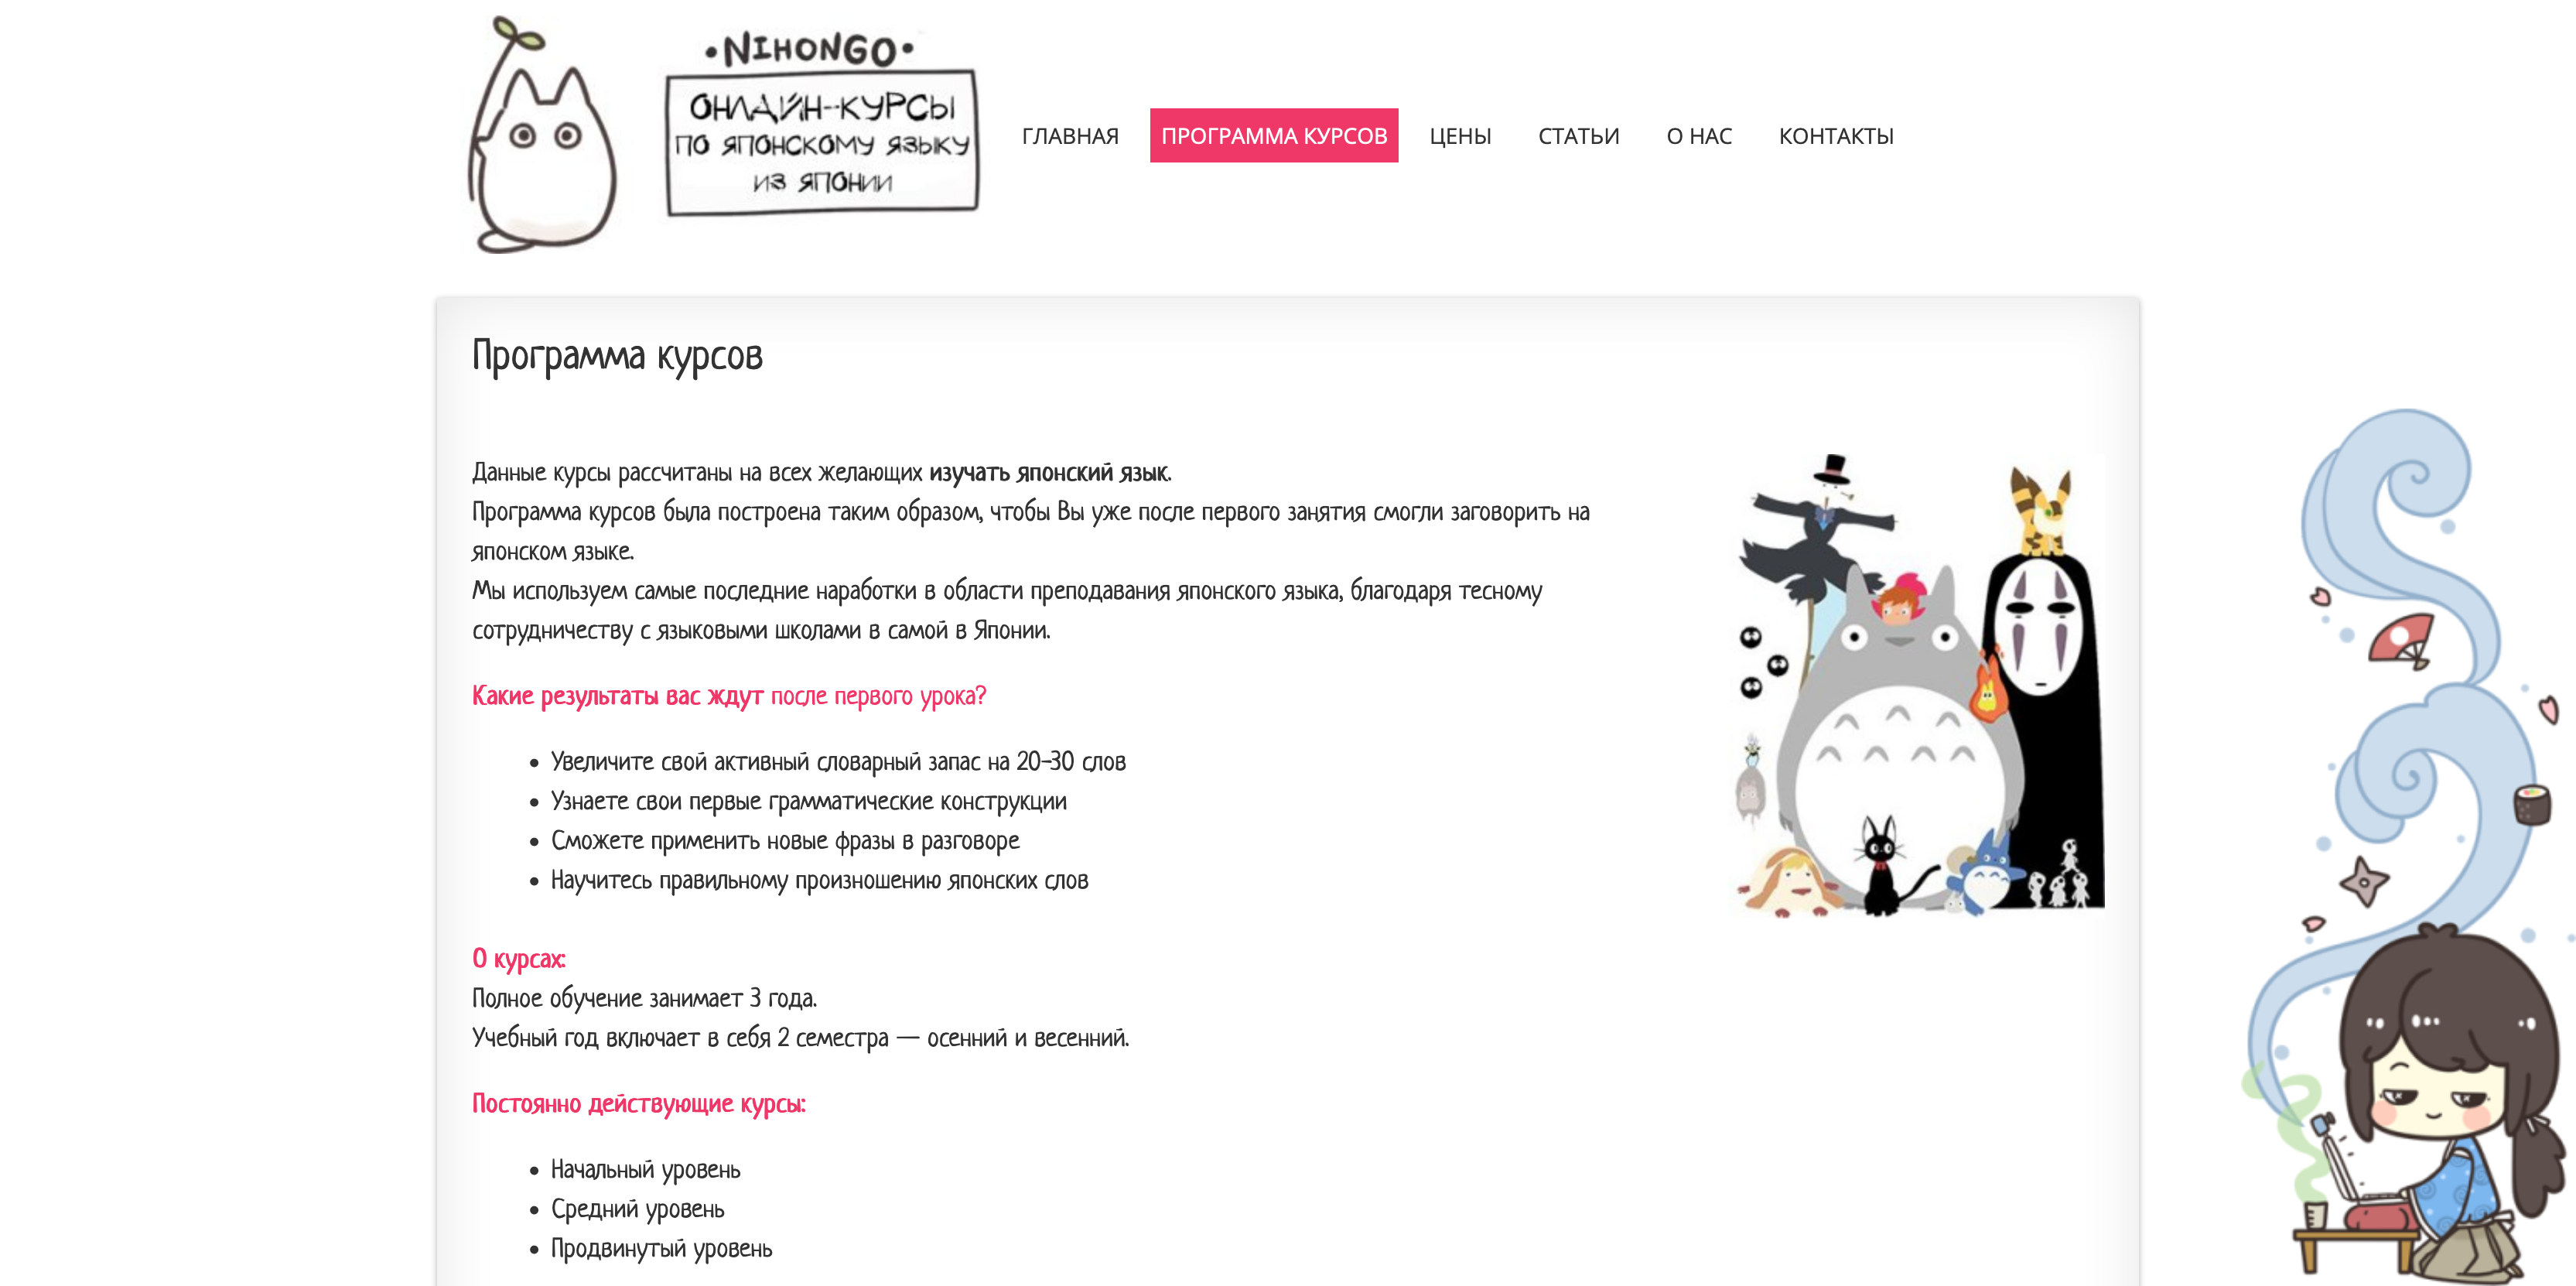 •NIHONGO•
ОНЛАЙН-КУРСЫ
ПО ЯПОНСКОМУ ЯЗЫКУ
ИЗ ЯПОНИИ
ГЛАВНАЯ ПРОГРАММА КУРСОВ ЦЕНЫ СТАТЬИ О НАС КОНТАКТЫ
Программа курсов
Данные курсы рассчитаны на всех желающих изучать японский язык.
Программа курсов была построена таким образом, чтобы Вы уже после первого занятия смогли заговорить на
японском языке.
Мы используем самые последние наработки в области преподавания японского языка, благодаря тесному
сотрудничеству с языковыми школами в самой в Японии.
Какие результаты вас ждут после первого урока?
• Увеличите свой активный словарный запас на 20-30 слов
• Узнаете свои первые грамматические конструкции
• Сможете применить новые фразы в разговоре
• Научитесь правильному произношению японских слов
О курсах:
Полное обучение занимает 3 года.
Учебный год включает в себя 2 семестра — осенний и весенний.
Постоянно действующие курсы:
• Начальный уровень
• Средний уровень
• Продвинутый уровень